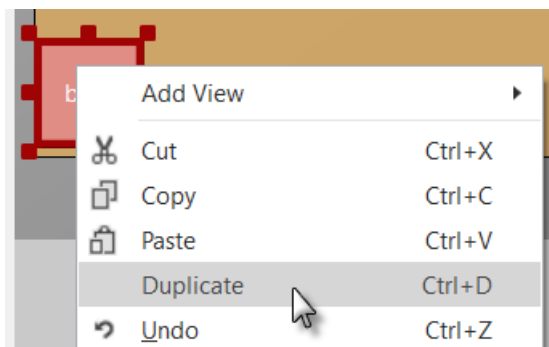 Add View
Cut Ctrl+X
Copy Ctrl+C
Paste Ctrl+V
Duplicate Ctrl+D
Undo Ctrl+Z